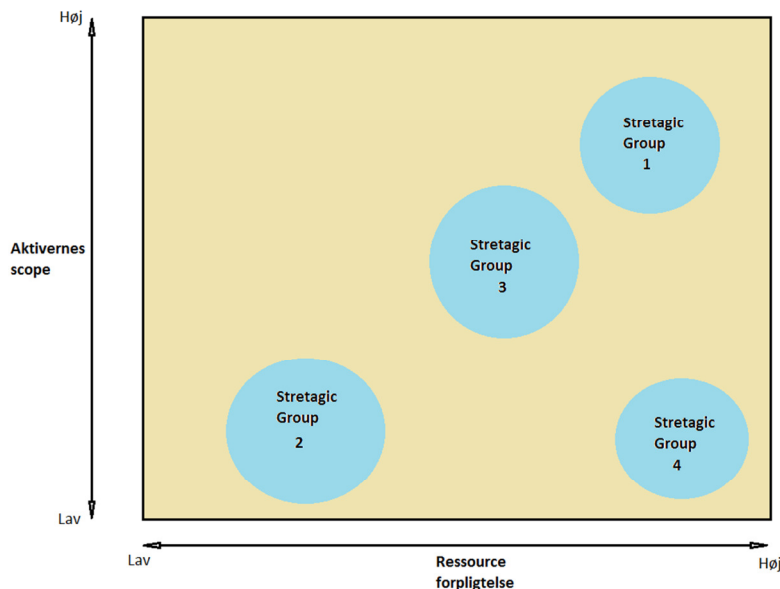 Høj
Stretagic
Group
1
Stretagic
Group
3
Aktivernes
scope
Stretagic
Group
2
Stretagic
Group
4
Lav
Lav
Ressource
forpligtelse
Høj